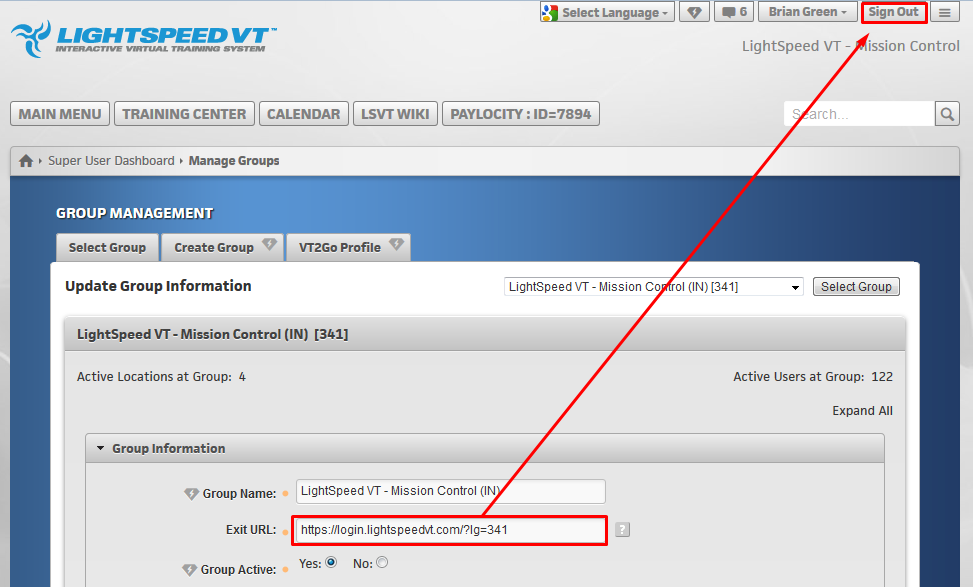 Select Language
6
Brian Green
Sign Out
LIGHTSPEED VT™
INTERACTIVE VIRTUAL TRAINING SYSTEM
LightSpeed VT - Mission Control
MAIN MENU
TRAINING CENTER
CALENDAR
LSVT WIKI
PAYLOCITY : ID=7894
Search...
Super User Dashboard
Manage Groups
GROUP MANAGEMENT
Select Group
Create Group
VT2Go Profile
Update Group Information
LightSpeed VT - Mission Control (IN) [341]
Select Group
LightSpeed VT - Mission Control (IN) [341]
Active Locations at Group: 4
Active Users at Group: 122
Expand All
Group Information
Group Name:
LightSpeed VT - Mission Control (IN)
Exit URL:
https://login.lightspeedvt.com/?lg=341
?
Group Active:
Yes:
No: